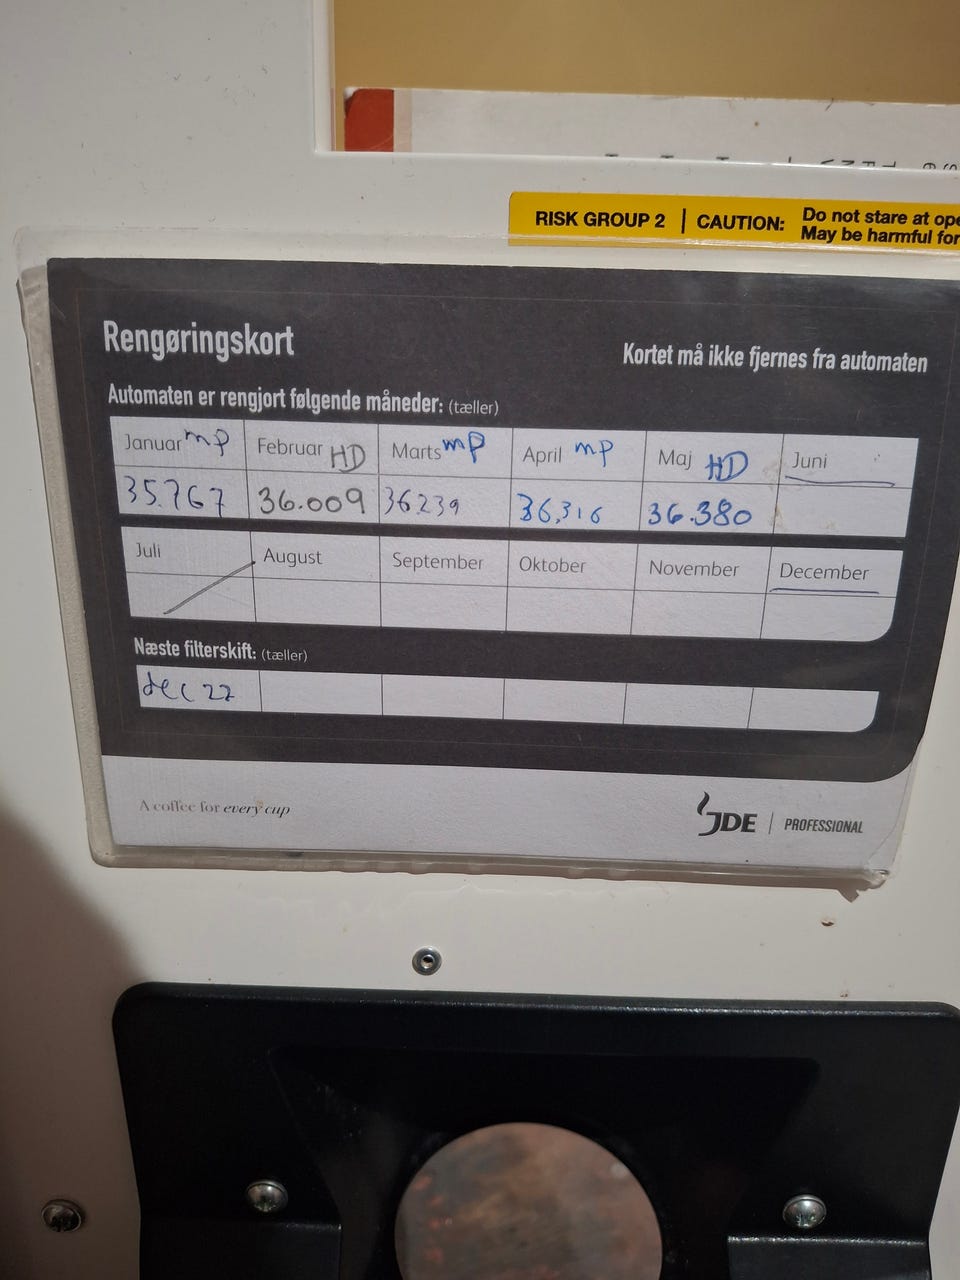 RISK GROUP 2 | CAUTION: Do not stare at ope
May be harmful for
Rengøringskort
Kortet må ikke fjernes fra automaten
Automaten er rengjort følgende måneder: (tæller)
Januar mp Februar HD Marts mp April mp Maj HD Juni
35.767 36.009 36239 36,316 36.380
Juli August September Oktober November December
Næste filterskift: (tæller)
dec 22
A coffee for every cup
JDE | PROFESSIONAL